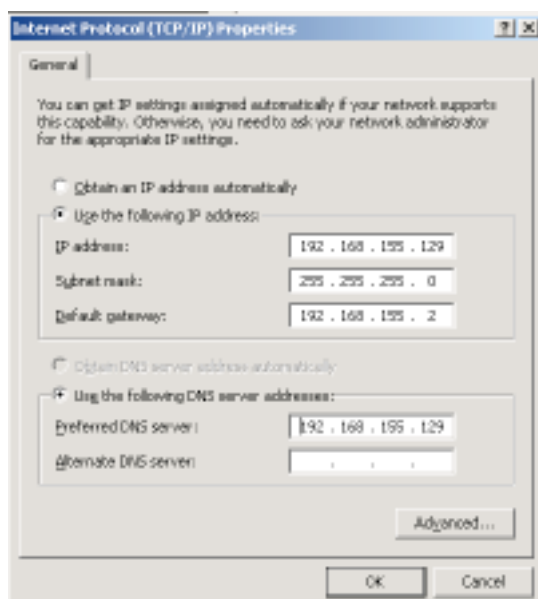 Internet Protocol (TCP/IP) Properties
General
You can get IP settings assigned automatically if your network supports
this capability. Otherwise, you need to ask your network administrator
for the appropriate IP settings.
Obtain an IP address automatically
Use the following IP address:
IP address: 192 . 168 . 155 . 129
Subnet mask: 255 . 255 . 255 . 0
Default gateway: 192 . 168 . 155 . 2
Obtain DNS server address automatically
Use the following DNS server addresses:
Preferred DNS server: 192 . 168 . 155 . 129
Alternate DNS server: . . .
Advanced...
OK Cancel